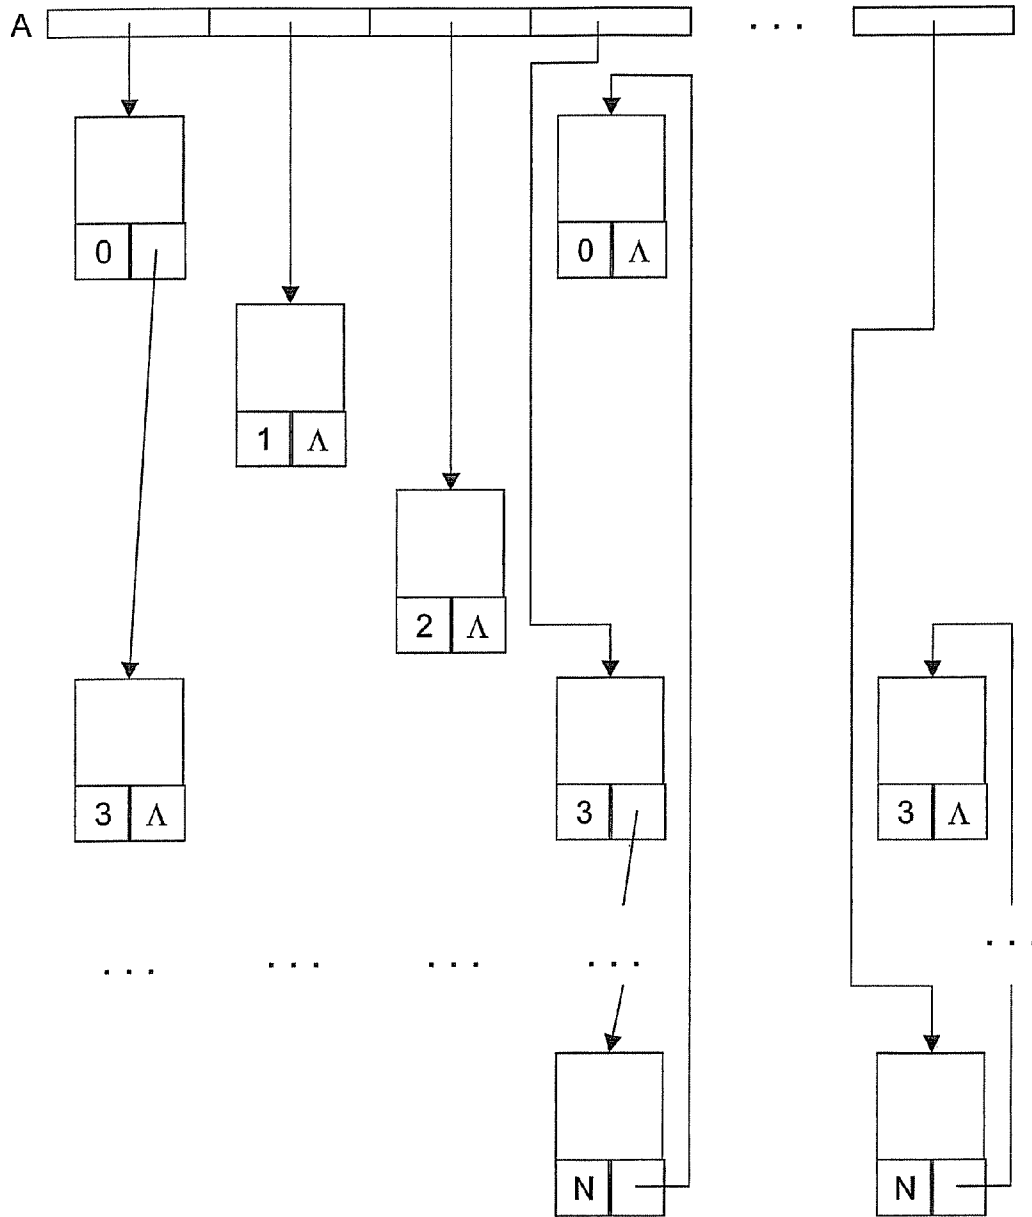 A . . .
0 0 Λ
1 Λ
2 Λ
3 Λ 3 3 Λ
. . .
. . . . . . . . . . . .
N N